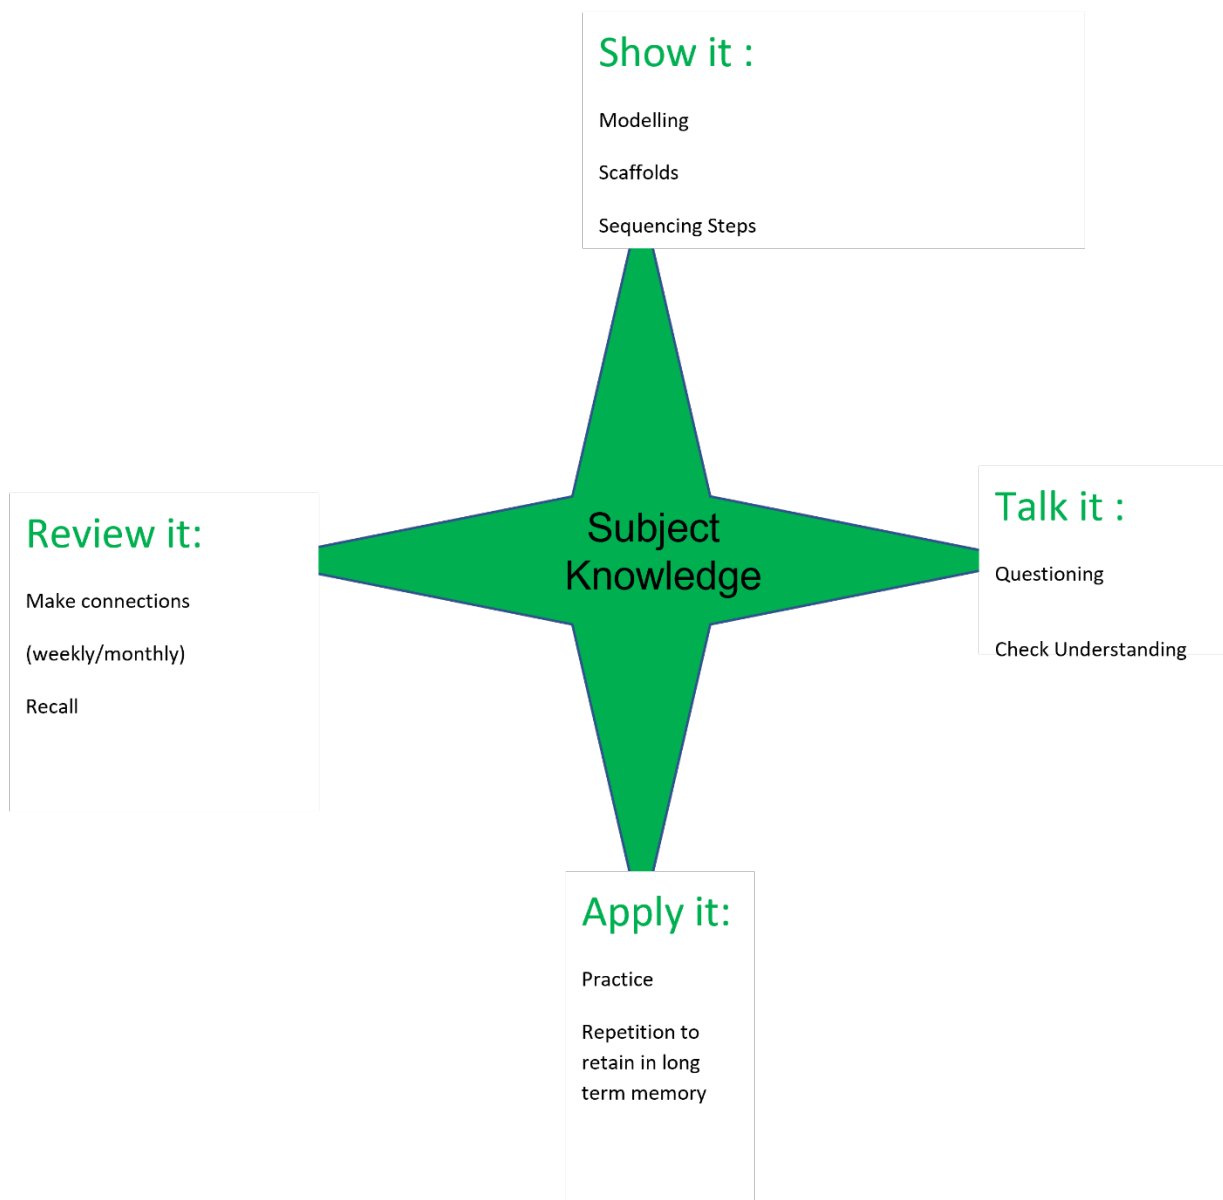 Show it :
Modelling
Scaffolds
Sequencing Steps
Review it:
Make connections
(weekly/monthly)
Recall
Subject
Knowledge
Talk it :
Questioning
Check Understanding
Apply it:
Practice
Repetition to
retain in long
term memory